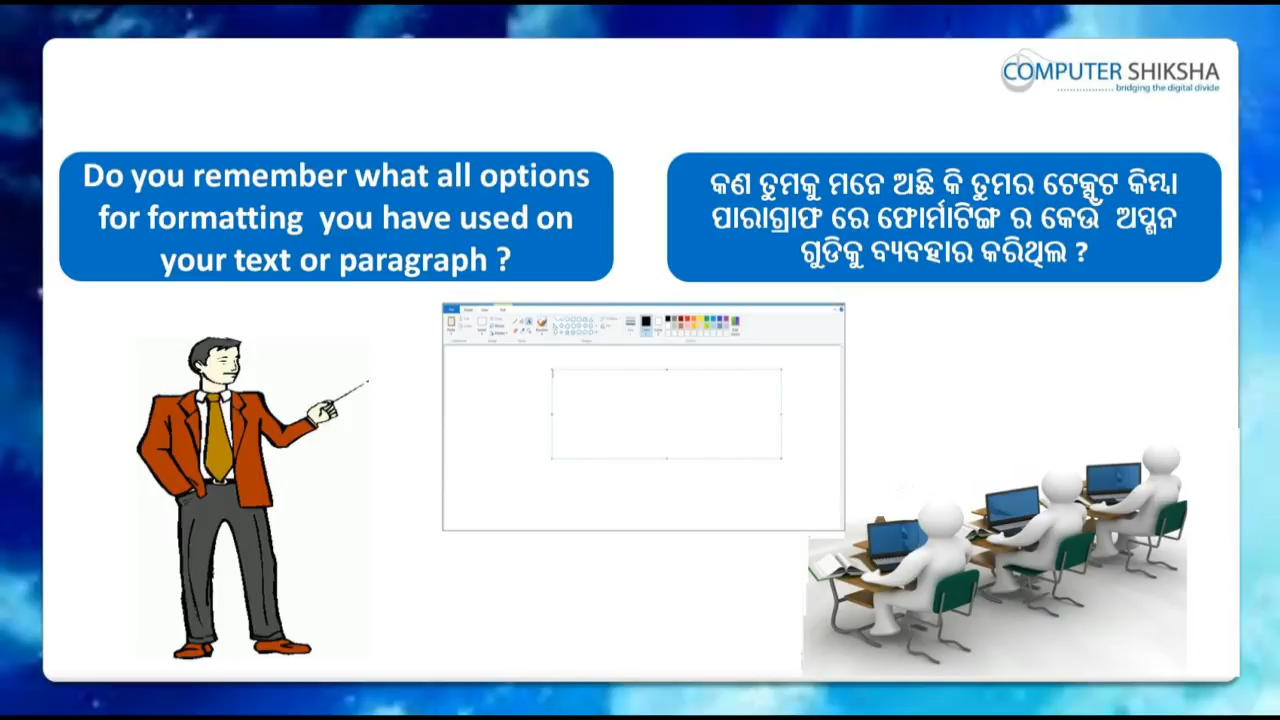 COMPUTER SHIKSHA
bridging the digital divide
Do you remember what all options
for formatting you have used on
your text or paragraph ?
କଣ ତୁମକୁ ମନେ ଅଛି କି ତୁମର ଟେକ୍ସଟ କିମ୍ବା
ପାରାଗ୍ରାଫ ରେ ଫୋର୍ମାଟିଙ୍ଗ ର କେଉଁ ଅପ୍ଶନ
ଗୁଡିକୁ ବ୍ୟବହାର କରିଥିଲ ?